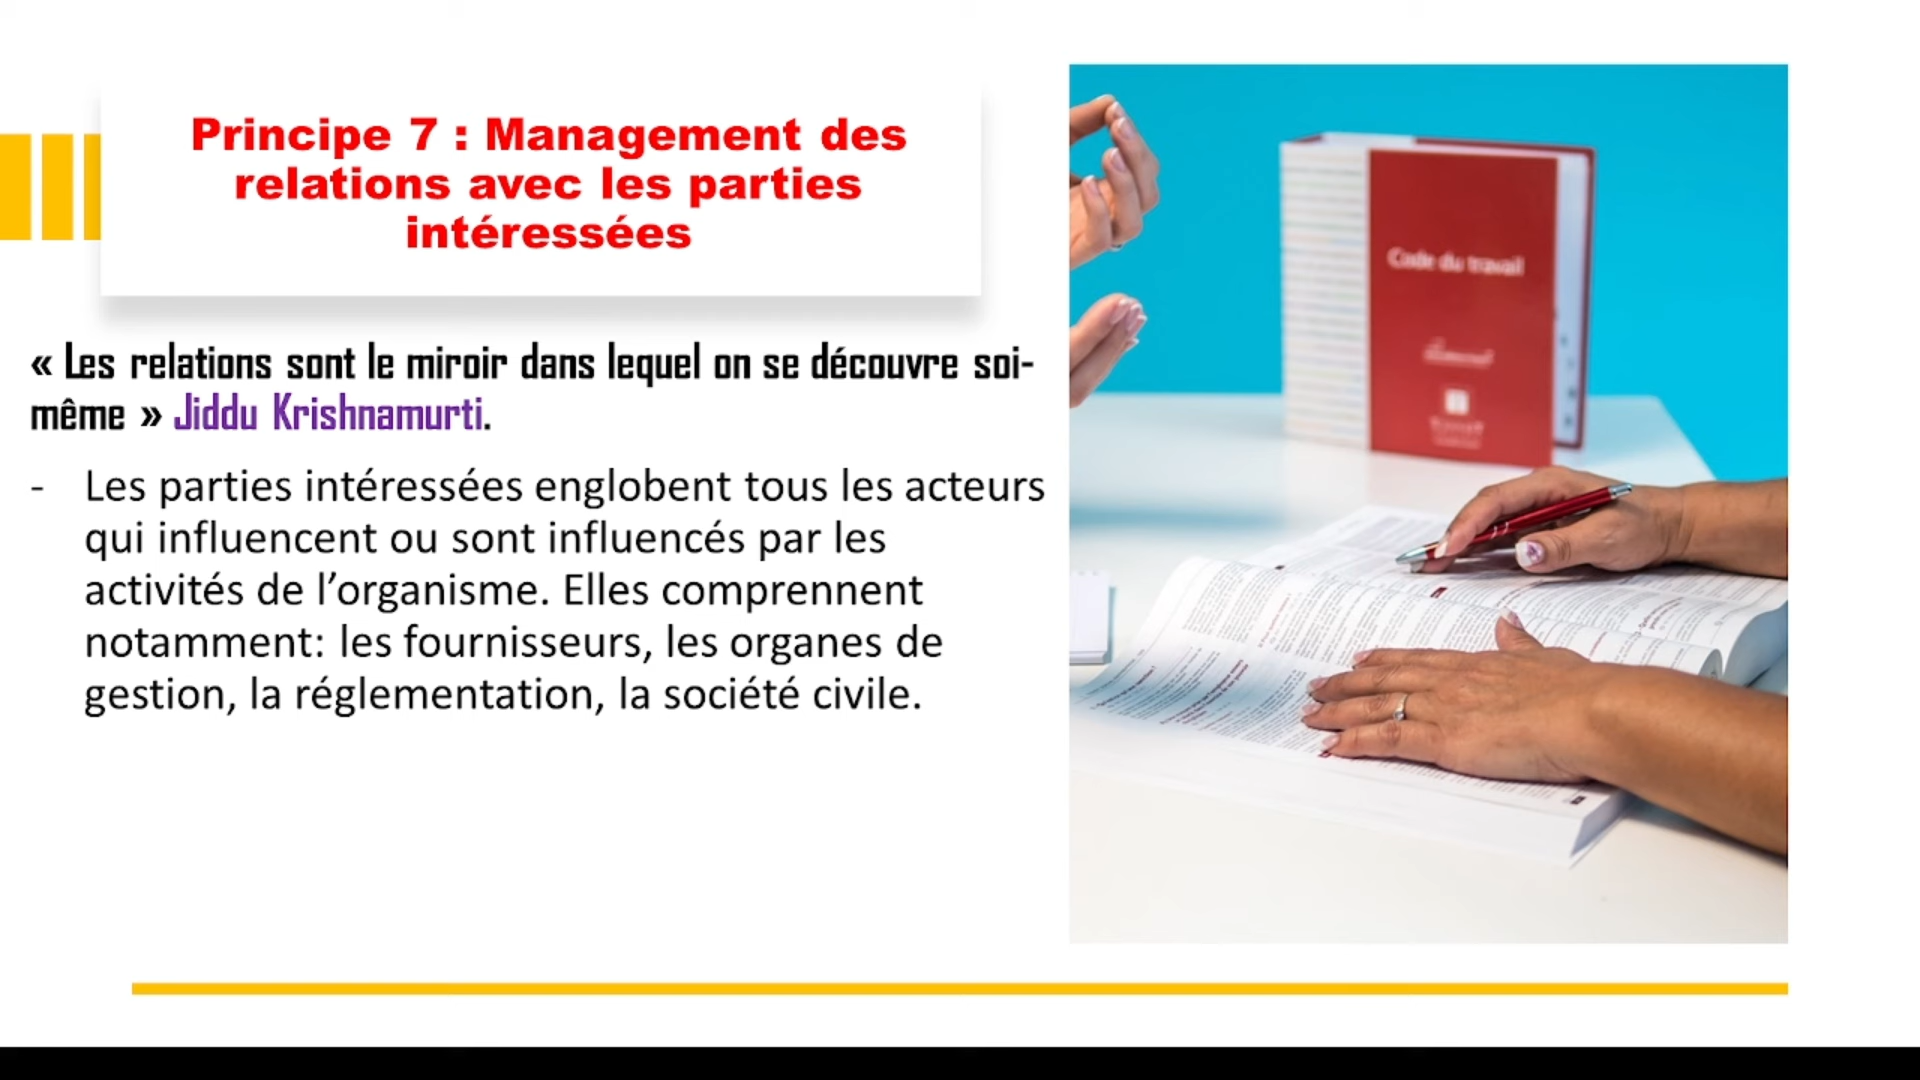 Principe 7 : Management des
relations avec les parties
intéressées
« Les relations sont le miroir dans lequel on se découvre soi-
même » Jiddu Krishnamurti.
- Les parties intéressées englobent tous les acteurs
qui influencent ou sont influencés par les
activités de l’organisme. Elles comprennent
notamment: les fournisseurs, les organes de
gestion, la réglementation, la société civile.
Code du travail